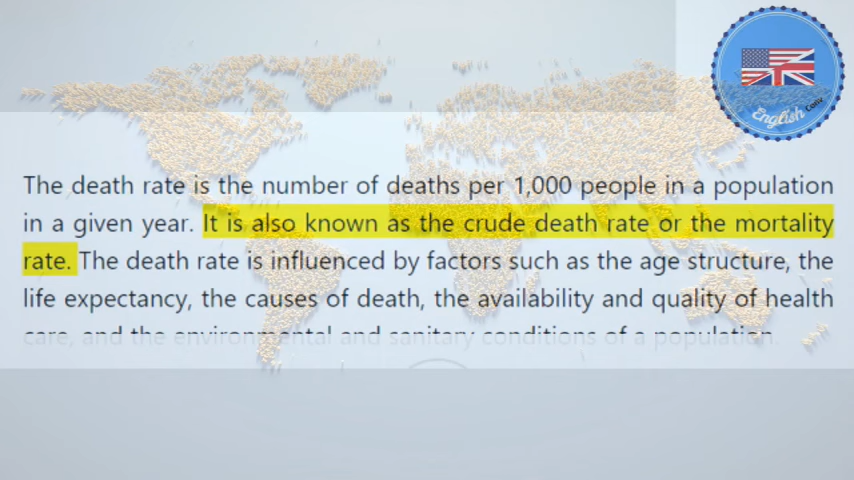 The death rate is the number of deaths per 1,000 people in a population
in a given year. It is also known as the crude death rate or the mortality
rate. The death rate is influenced by factors such as the age structure, the
life expectancy, the causes of death, the availability and quality of health
care, and the environmental and sanitary conditions of a population.
English Conv